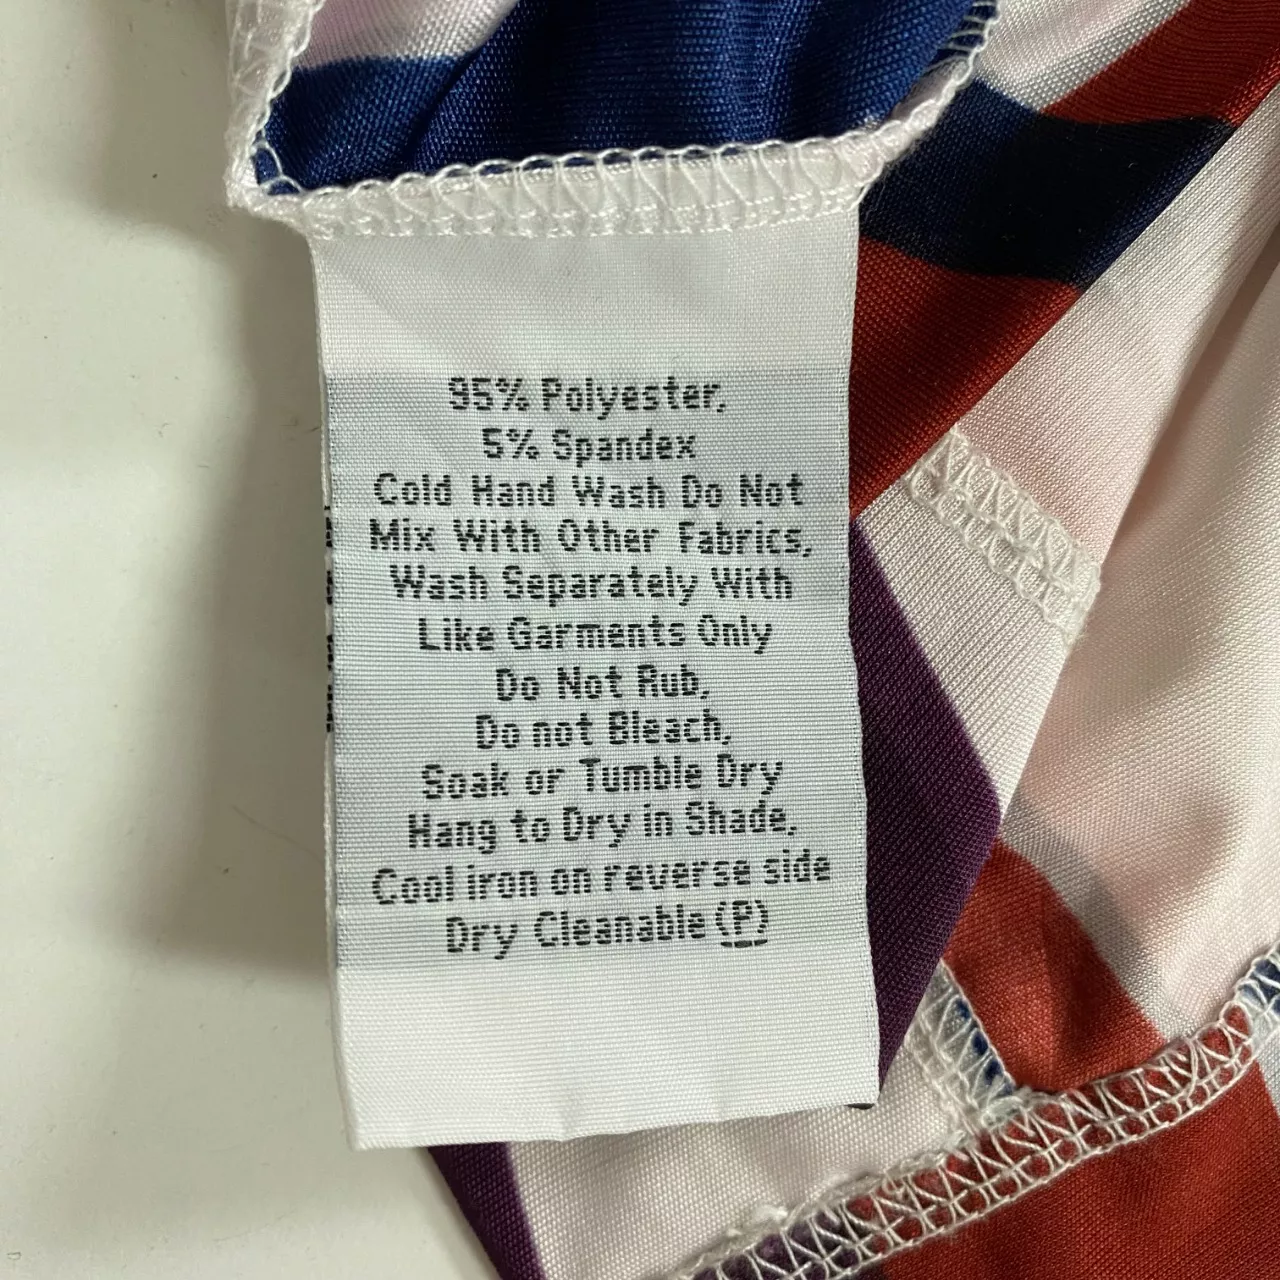 95% Polyester,
5% Spandex
Cold Hand Wash Do Not
Mix With Other Fabrics,
Wash Separately With
Like Garments Only
Do Not Rub,
Do not Bleach,
Soak or Tumble Dry
Hang to Dry in Shade,
Cool iron on reverse side
Dry Cleanable (P)